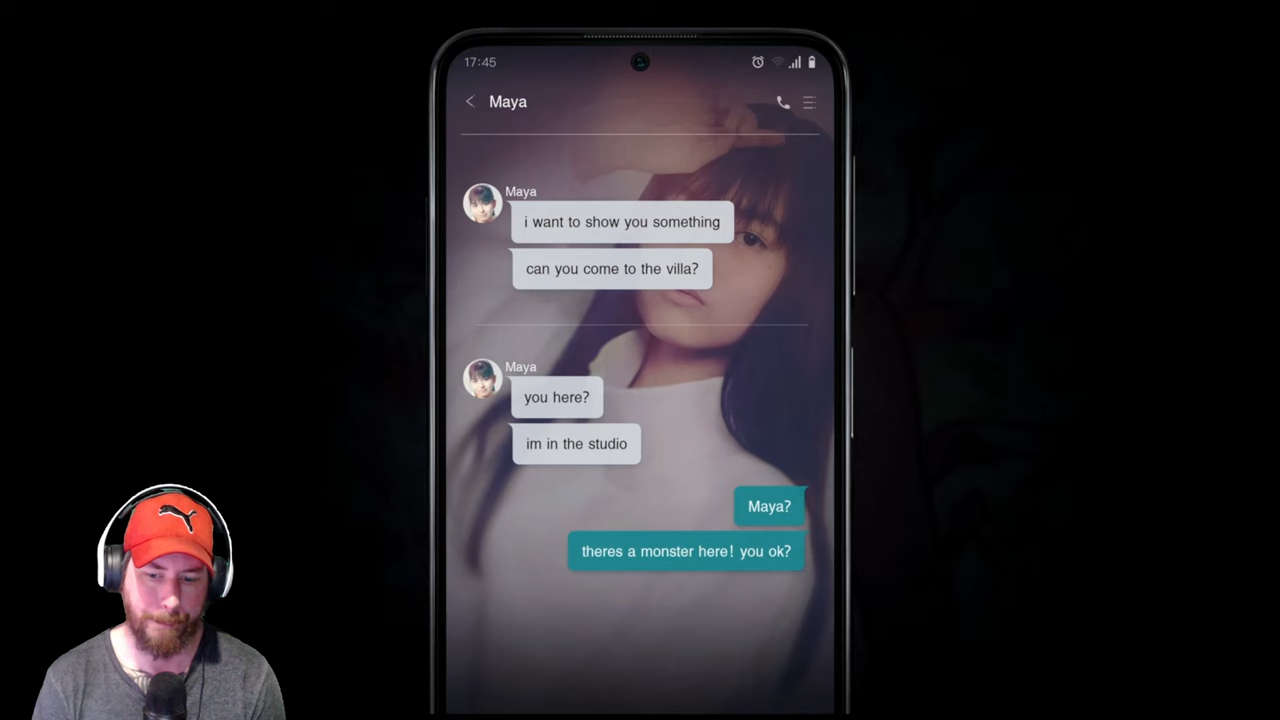 17:45
Maya
Maya
i want to show you something
can you come to the villa?
Maya
you here?
im in the studio
Maya?
theres a monster here! you ok?